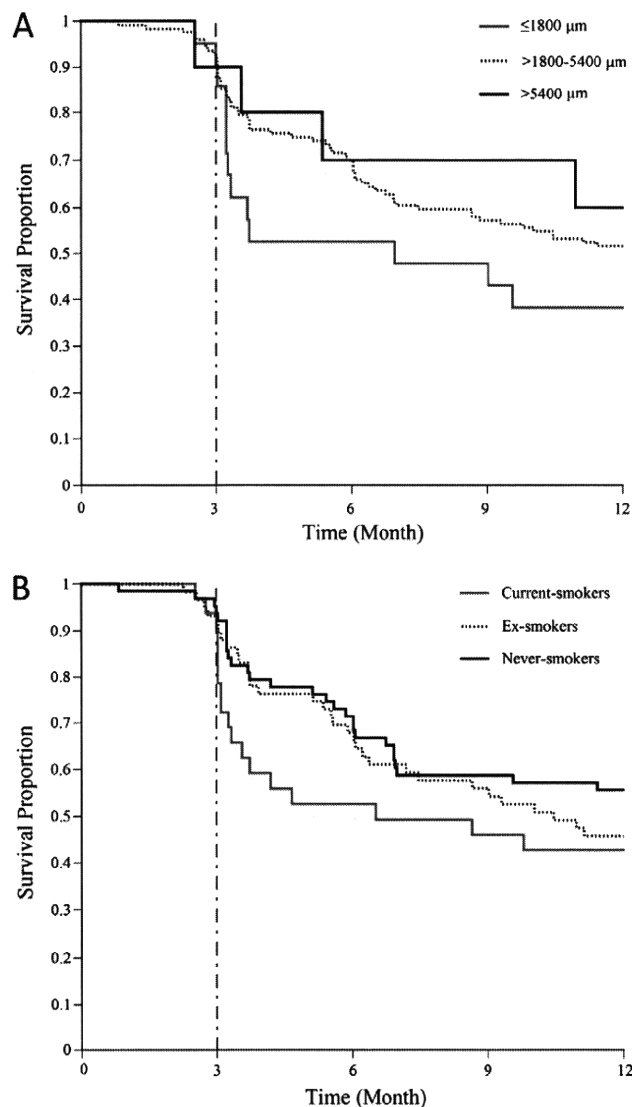 A
≤1800 µm
>1800-5400 µm
>5400 µm
1
0.9
0.8
0.7
0.6
0.5
0.4
0.3
0.2
0.1
0
Survival Proportion
0 3 6 9 12
Time (Month)
B
Current-smokers
Ex-smokers
Never-smokers
1
0.9
0.8
0.7
0.6
0.5
0.4
0.3
0.2
0.1
0
Survival Proportion
0 3 6 9 12
Time (Month)